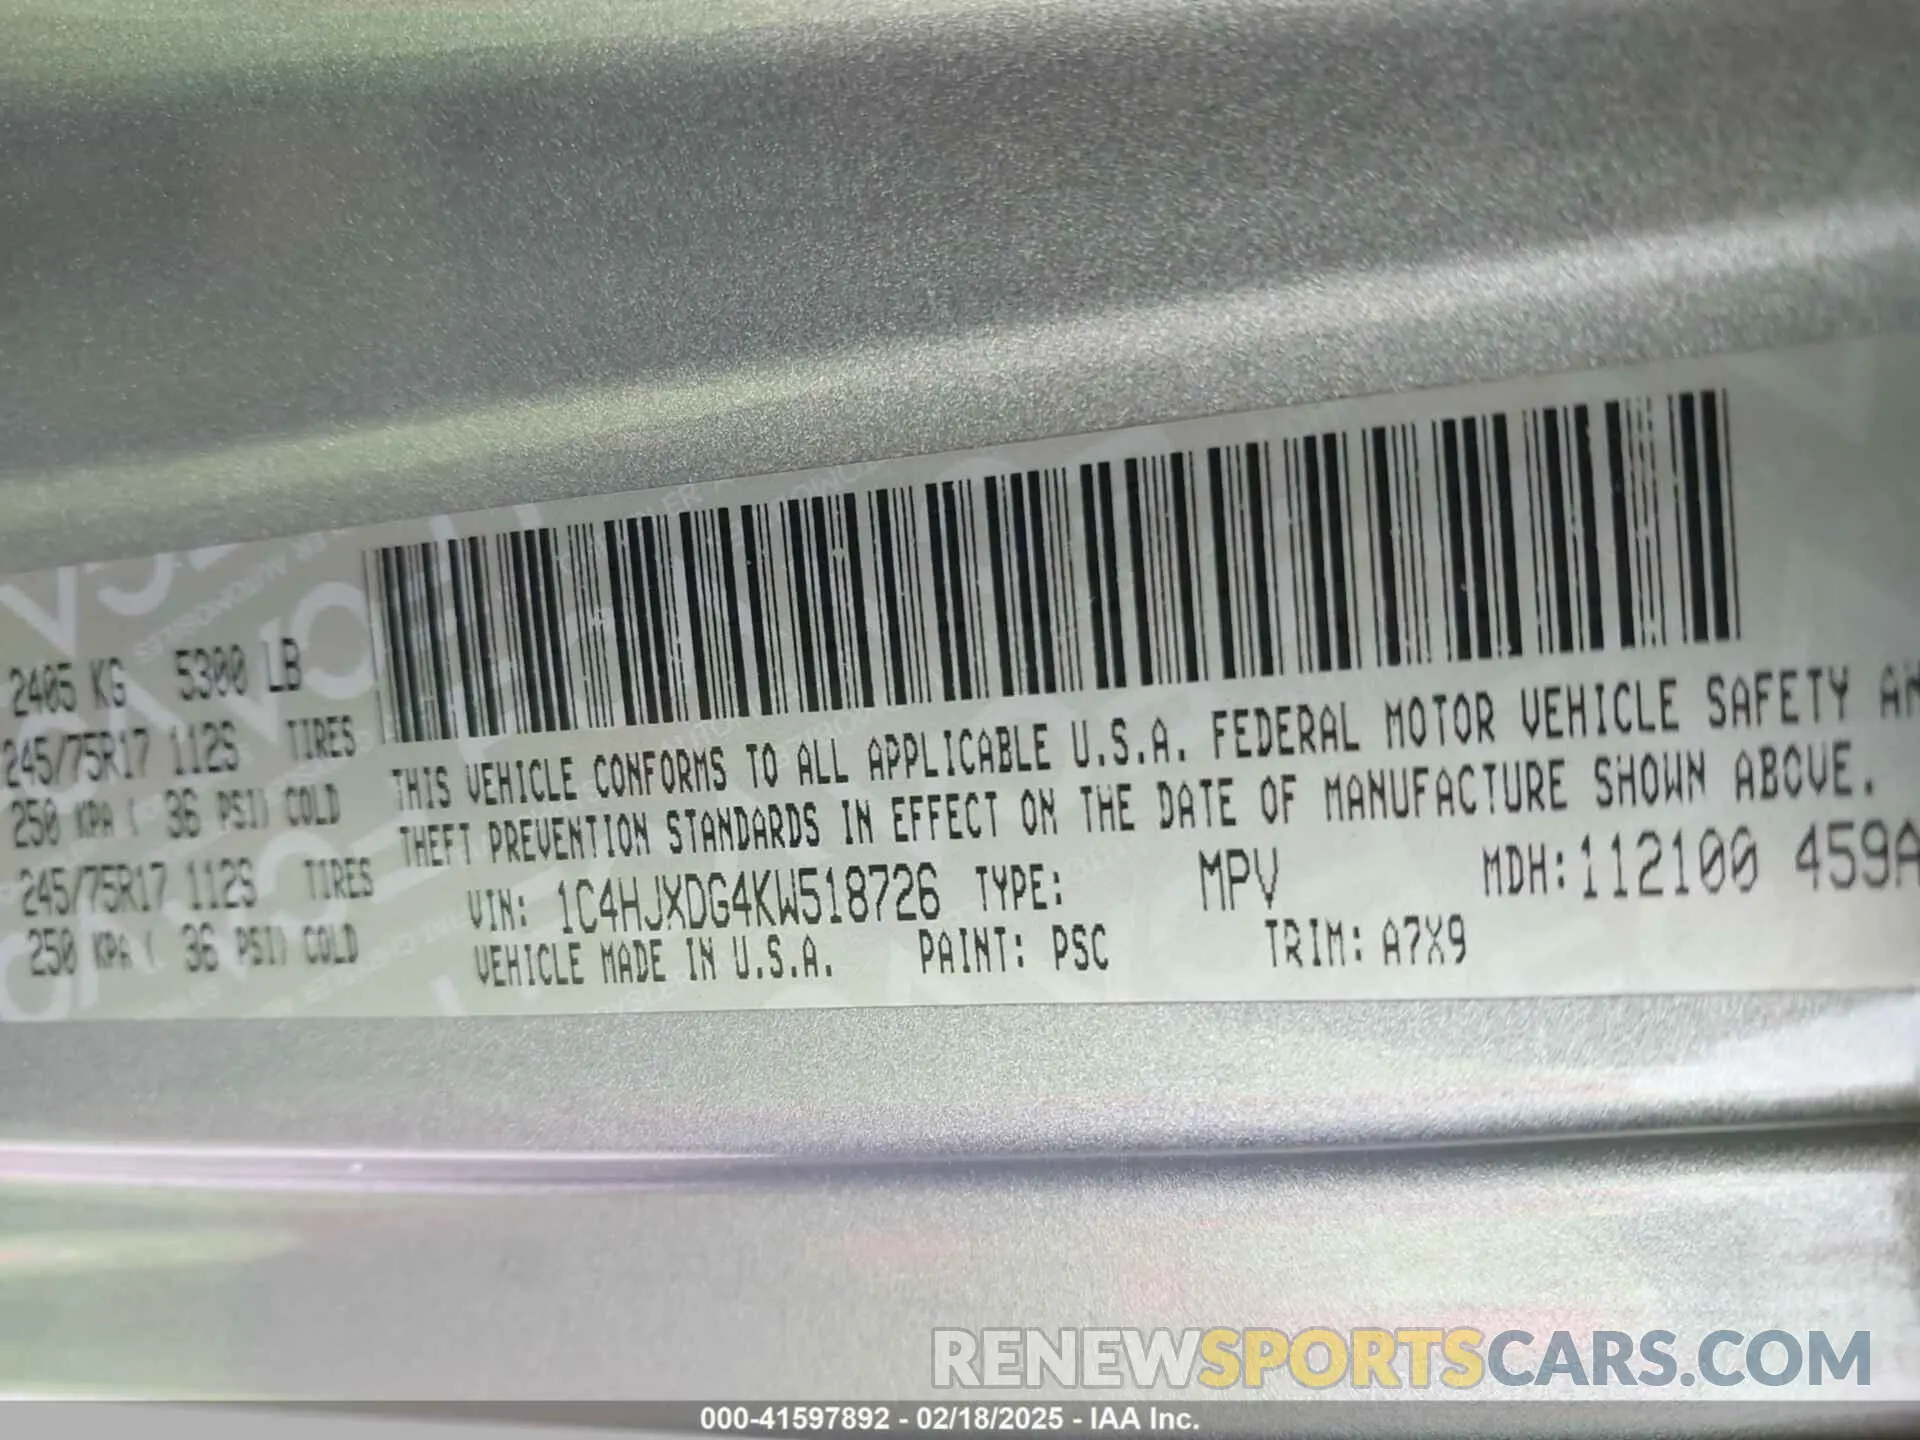 2405 KG 5300 LB
245/75R17 112S TIRES
250 KPA ( 36 PSI) COLD
245/75R17 112S TIRES
250 KPA ( 36 PSI) COLD
THIS VEHICLE CONFORMS TO ALL APPLICABLE U.S.A. FEDERAL MOTOR VEHICLE SAFETY
THEFT PREVENTION STANDARDS IN EFFECT ON THE DATE OF MANUFACTURE SHOWN ABOVE.
VIN: 1C4HJXDG4KW518726 TYPE: MPV MDH:112100 459A
VEHICLE MADE IN U.S.A. PAINT: PSC TRIM: A7X9
RENEWSPORTSCARS.COM
000-41597892 - 02/18/2025 - IAA Inc.